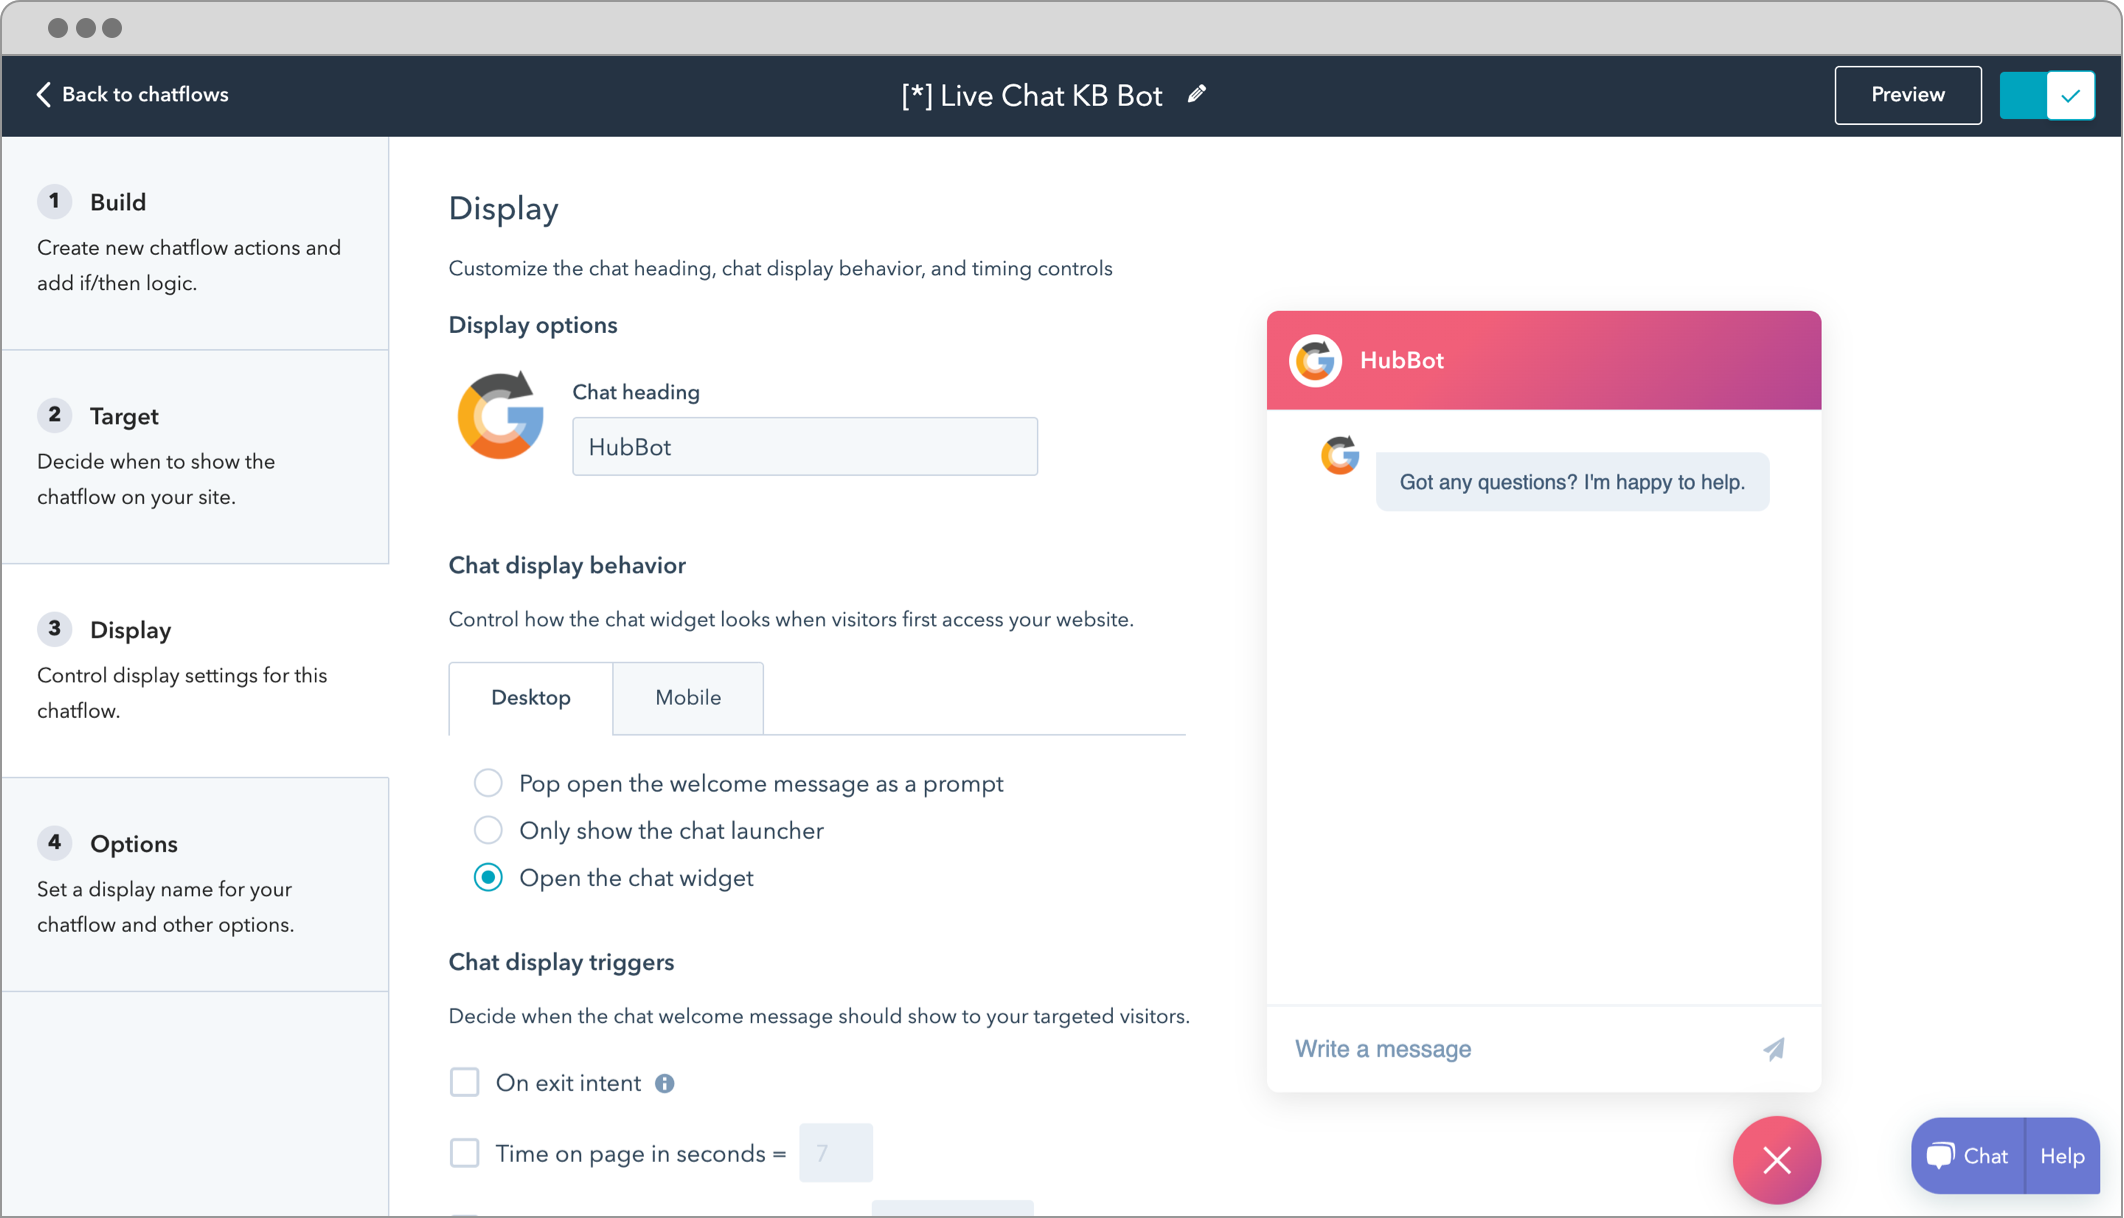 Back to chatflows
[*] Live Chat KB Bot
Preview
1 Build
Create new chatflow actions and
add if/then logic.
2 Target
Decide when to show the
chatflow on your site.
3 Display
Control display settings for this
chatflow.
4 Options
Set a display name for your
chatflow and other options.
Display
Customize the chat heading, chat display behavior, and timing controls
Display options
Chat heading
HubBot
Chat display behavior
Control how the chat widget looks when visitors first access your website.
Desktop
Mobile
Pop open the welcome message as a prompt
Only show the chat launcher
Open the chat widget
Chat display triggers
Decide when the chat welcome message should show to your targeted visitors.
On exit intent
Time on page in seconds = 7
HubBot
Got any questions? I'm happy to help.
Write a message
Chat
Help